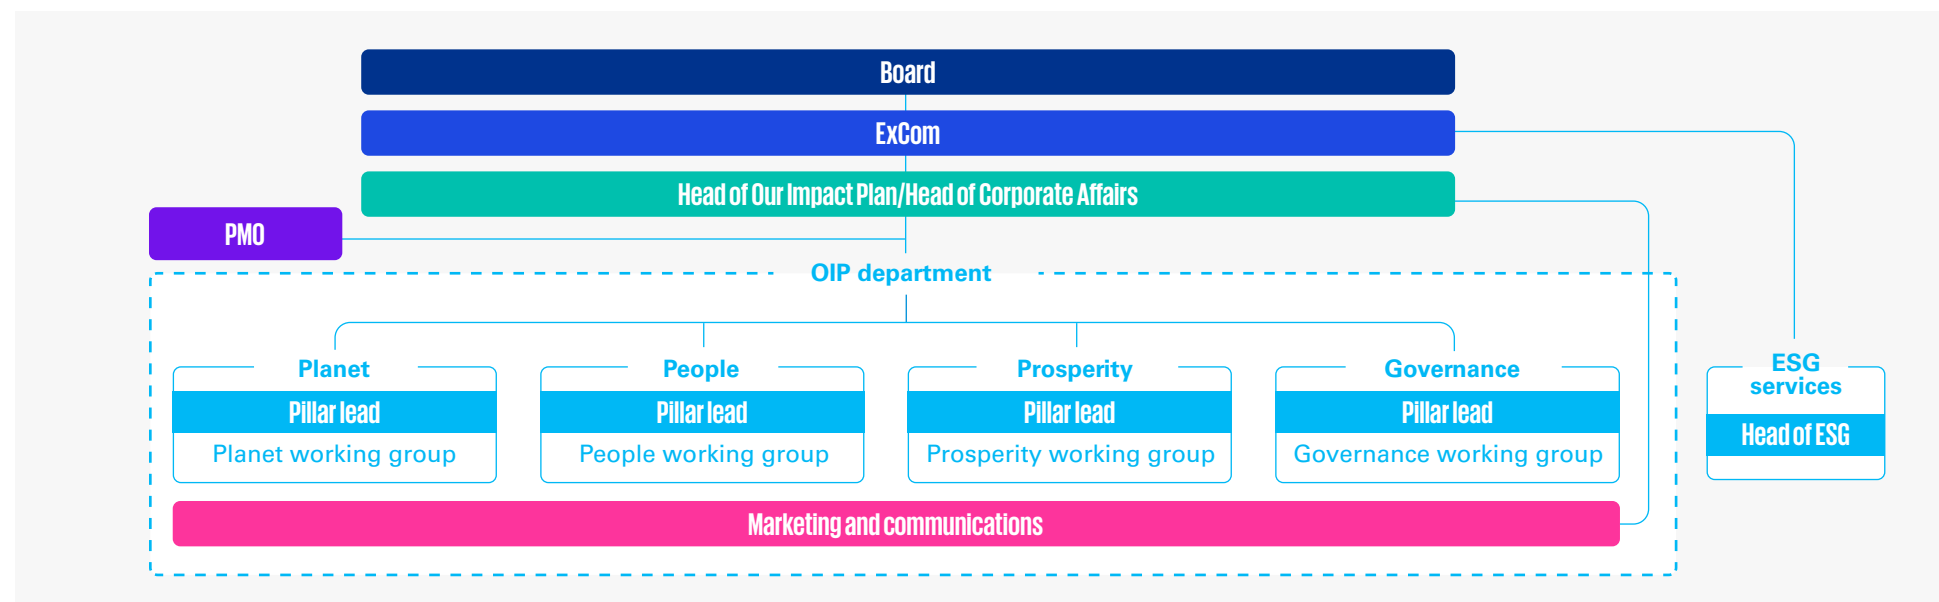 Board
ExCom
Head of Our Impact Plan/Head of Corporate Affairs
PMO
OIP department
Planet
Pillar lead
Planet working group
People
Pillar lead
People working group
Prosperity
Pillar lead
Prosperity working group
Governance
Pillar lead
Governance working group
ESG
services
Head of ESG
Marketing and communications